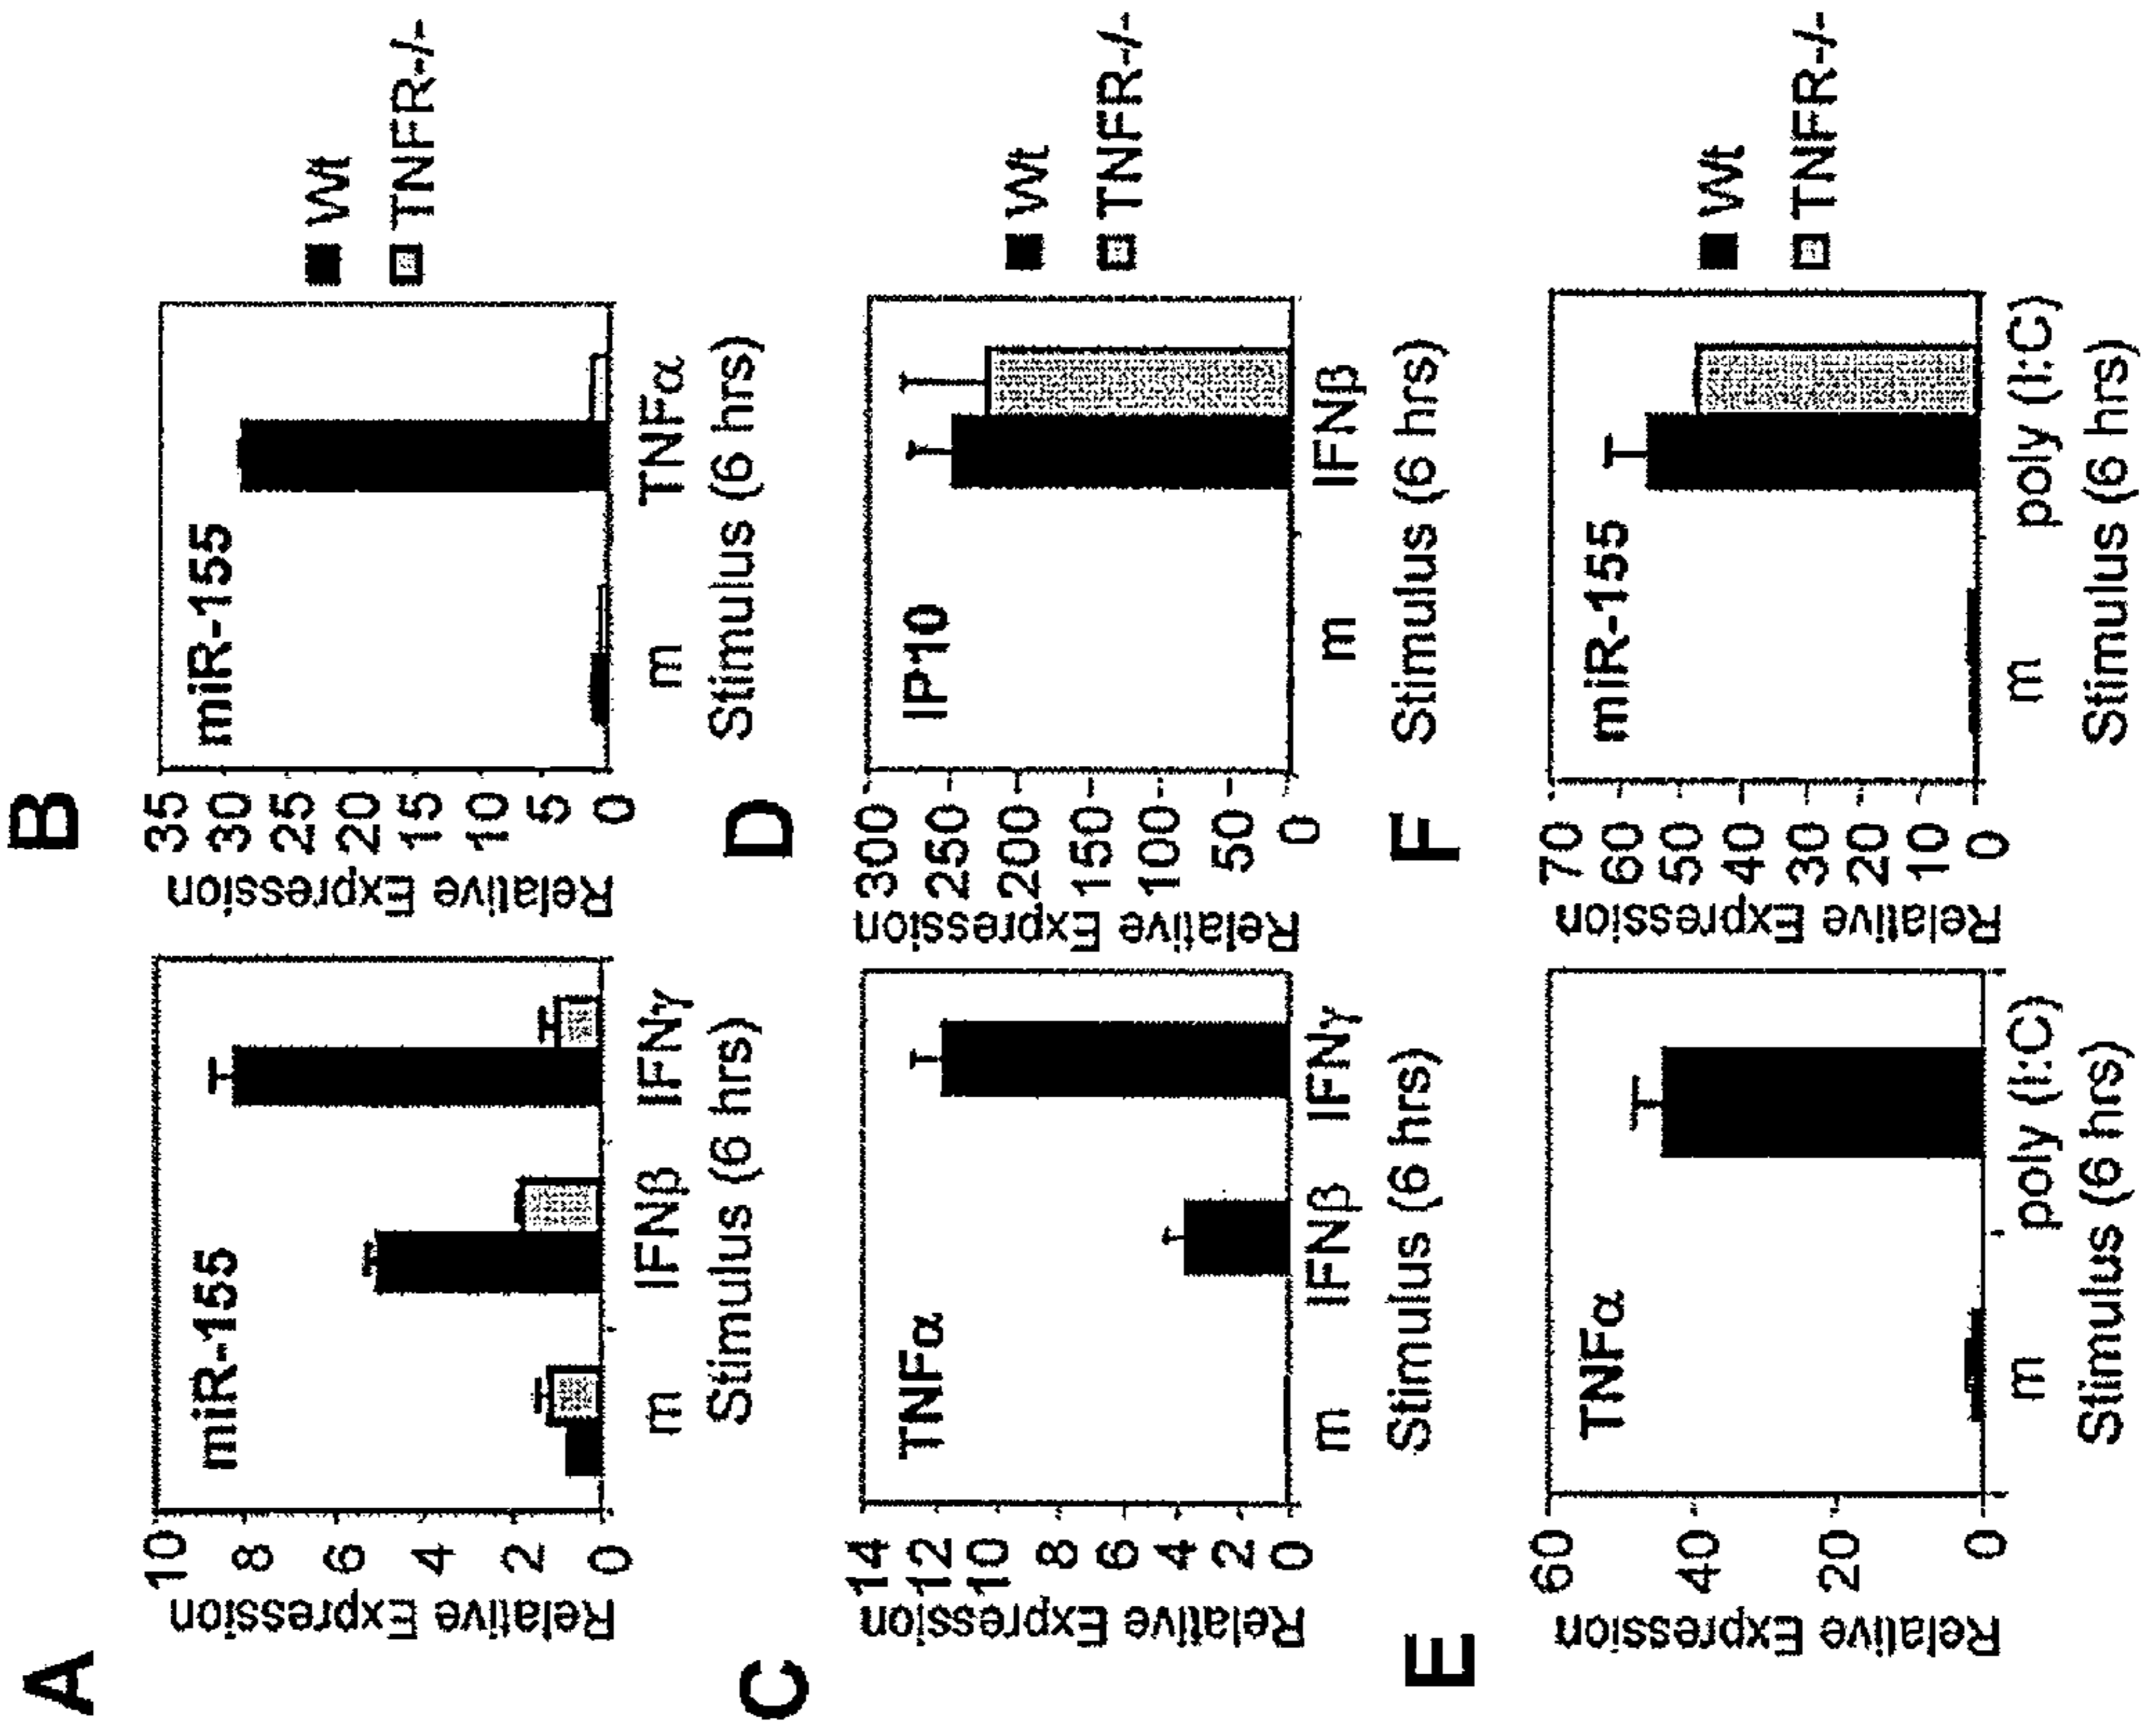 A
Relative Expression
10
8
6
4
2
0
miR-155
m
IFNβ
IFNγ
Stimulus (6 hrs)
B
Relative Expression
35
30
25
20
15
10
5
0
miR-155
m
TNFα
Stimulus (6 hrs)
Wt
TNFR-/-
C
Relative Expression
14
12
10
8
6
4
2
0
TNFα
m
IFNβ
IFNγ
Stimulus (6 hrs)
D
Relative Expression
300
250
200
150
100
50
0
IP10
m
IFNβ
Stimulus (6 hrs)
Wt
TNFR-/-
E
Relative Expression
60
40
20
0
TNFα
m
poly (I:C)
Stimulus (6 hrs)
F
Relative Expression
70
60
50
40
30
20
10
0
miR-155
m
poly (I:C)
Stimulus (6 hrs)
Wt
TNFR-/-